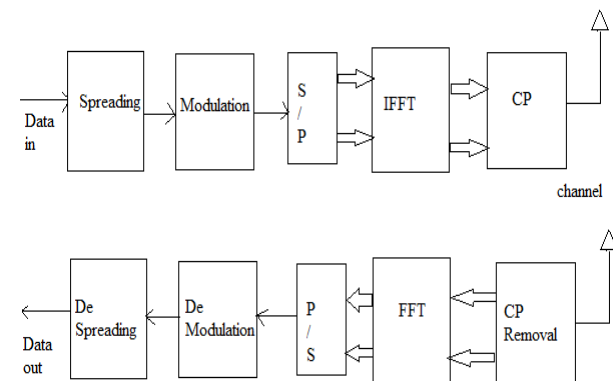 Data
in
Spreading
Modulation
S
/
P
IFFT
CP
channel
Data
out
De
Spreading
De
Modulation
P
/
S
FFT
CP
Removal